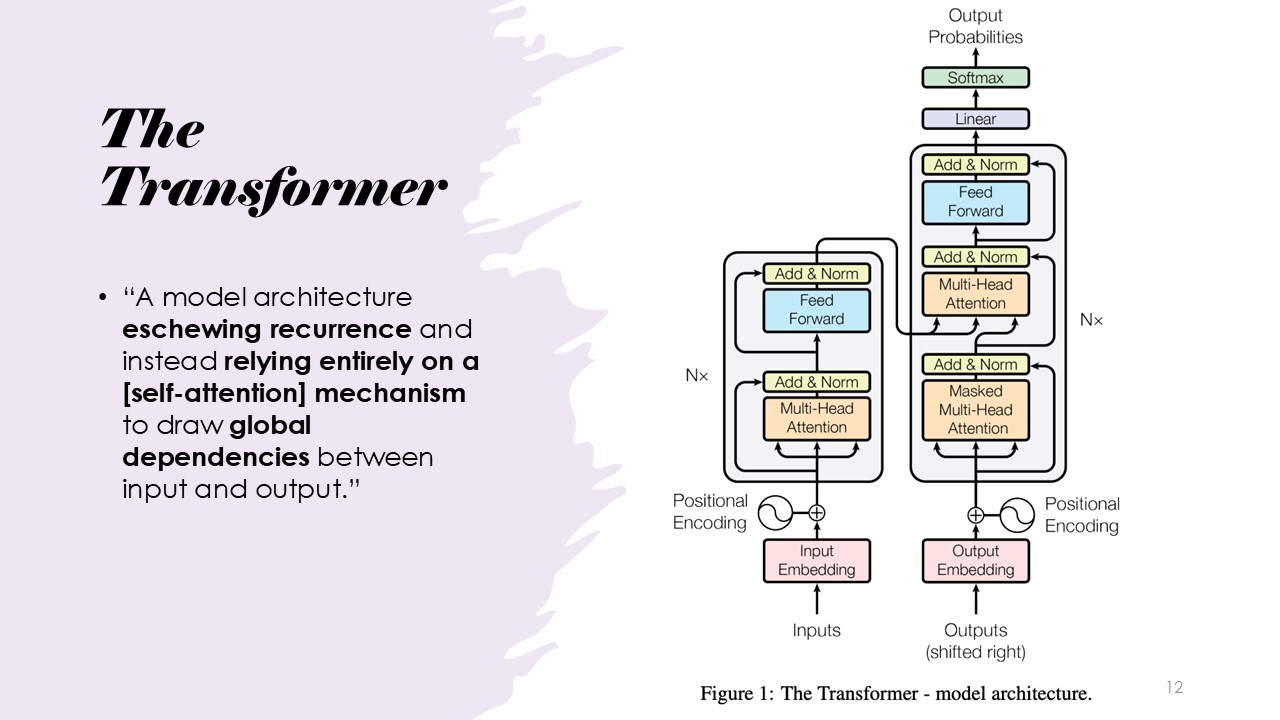 The
Transformer
• “A model architecture
eschewing recurrence and
instead relying entirely on a
[self-attention] mechanism
to draw global
dependencies between
input and output.”
Output
Probabilities
Softmax
Linear
Add & Norm
Feed
Forward
Add & Norm
Multi-Head
Attention
Add & Norm
Masked
Multi-Head
Attention
Nx
Add & Norm
Feed
Forward
Add & Norm
Multi-Head
Attention
N×
Positional
Encoding
Positional
Encoding
Input
Embedding
Output
Embedding
Inputs
Outputs
(shifted right)
Figure 1: The Transformer - model architecture.
12